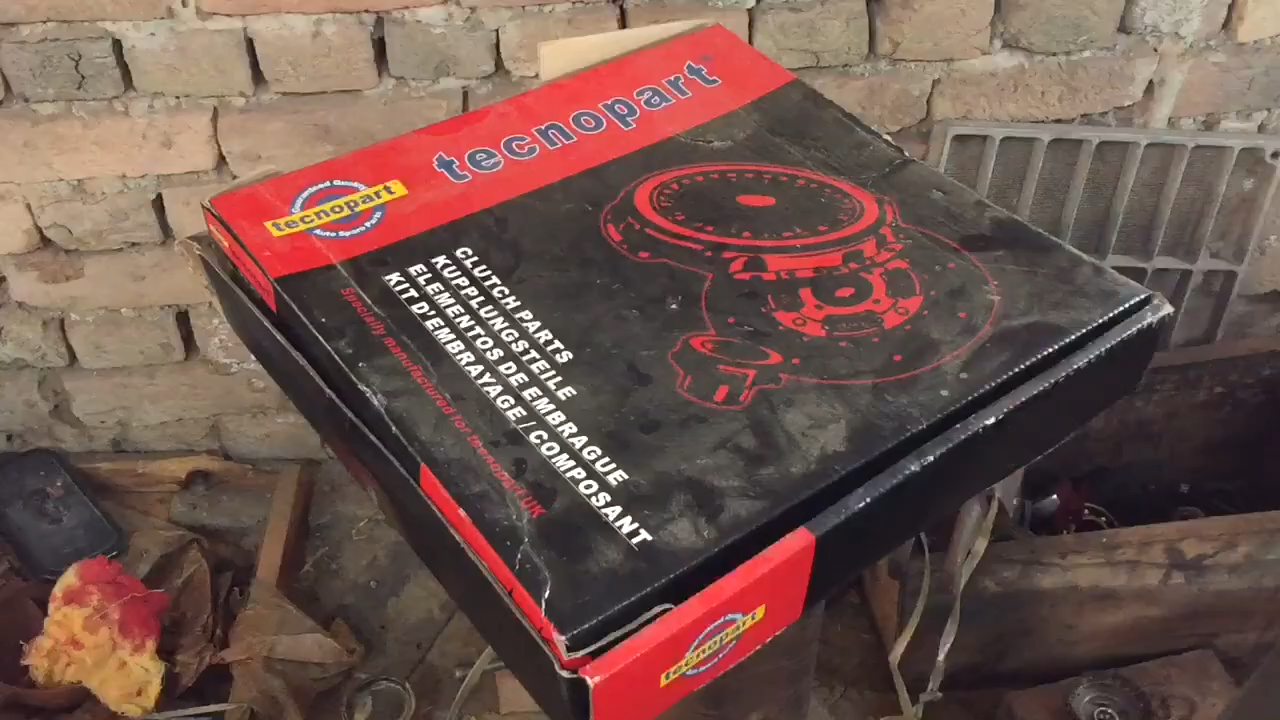 tecnopart
Guaranteed Quality
tecnopart
Auto Spare Parts
CLUTCH PARTS
KUPPLUNGSTEILE
ELEMENTOS DE EMBRAGUE
KIT D'EMBRAYAGE / COMPOSANT
Specially manufactured for tecnopart UK
tecnopart